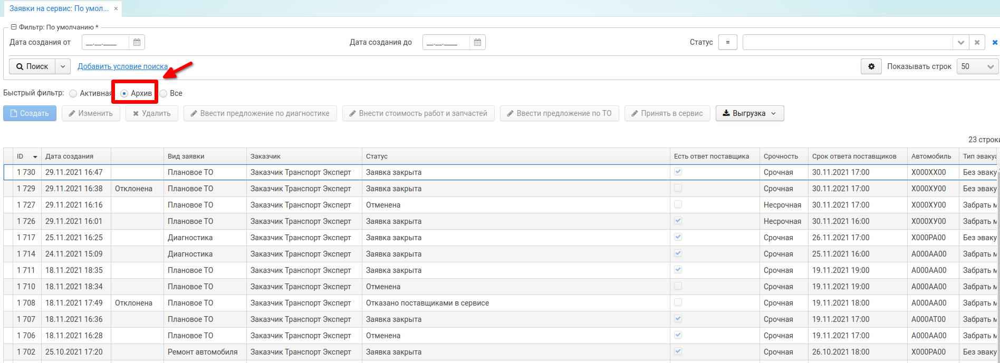 Заявки на сервис: По умол... ×
Фильтр: По умолчанию *
Дата создания от __.__.____ Дата создания до __.__.____ Статус =
Поиск Добавить условие поиска Показывать строк 50
Быстрый фильтр: Активная Архив Все
Создать Изменить Удалить Ввести предложение по диагностике Внести стоимость работ и запчастей Ввести предложение по ТО Принять в сервис Выгрузка
23 строки
ID Дата создания Вид заявки Заказчик Статус Есть ответ поставщика Срочность Срок ответа поставщиков Автомобиль Тип эвакуа
1 730 29.11.2021 16:47 Плановое ТО Заказчик Транспорт Эксперт Заявка закрыта Срочная 30.11.2021 17:00 Х000ХХ00 Без эваку
1 729 29.11.2021 16:38 Отклонена Плановое ТО Заказчик Транспорт Эксперт Заявка закрыта Срочная 30.11.2021 17:00 Х000ХУ00 Без эваку
1 727 29.11.2021 16:16 Плановое ТО Заказчик Транспорт Эксперт Отменена Несрочная 30.11.2021 17:00 Х000ХУ00 Забрать м
1 726 29.11.2021 16:01 Плановое ТО Заказчик Транспорт Эксперт Заявка закрыта Несрочная 30.11.2021 16:00 Х000ХУ00 Забрать м
1 717 25.11.2021 16:25 Диагностика Заказчик Транспорт Эксперт Заявка закрыта Срочная 26.11.2021 17:00 Х000РА00 Без эваку
1 714 24.11.2021 15:09 Диагностика Заказчик Транспорт Эксперт Заявка закрыта Срочная 25.11.2021 16:00 А000АА00 Забрать м
1 711 18.11.2021 18:35 Плановое ТО Заказчик Транспорт Эксперт Заявка закрыта Срочная 19.11.2021 19:00 А000АА00 Забрать м
1 710 18.11.2021 18:34 Плановое ТО Заказчик Транспорт Эксперт Отменена Срочная 19.11.2021 19:00 А000АА00 Забрать м
1 708 18.11.2021 17:49 Отклонена Плановое ТО Заказчик Транспорт Эксперт Отказано поставщиками в сервисе Срочная 19.11.2021 18:00 А000АА00 Забрать м
1 707 18.11.2021 16:36 Плановое ТО Заказчик Транспорт Эксперт Заявка закрыта Срочная 19.11.2021 17:00 А000АТ00 Забрать м
1 706 18.11.2021 16:28 Плановое ТО Заказчик Транспорт Эксперт Отменена Срочная 19.11.2021 17:00 А000АА00 Забрать м
1 702 25.10.2021 17:20 Ремонт автомобиля Заказчик Транспорт Эксперт Заявка закрыта Срочная 26.10.2021 18:00 Х000РА00 Без эваку